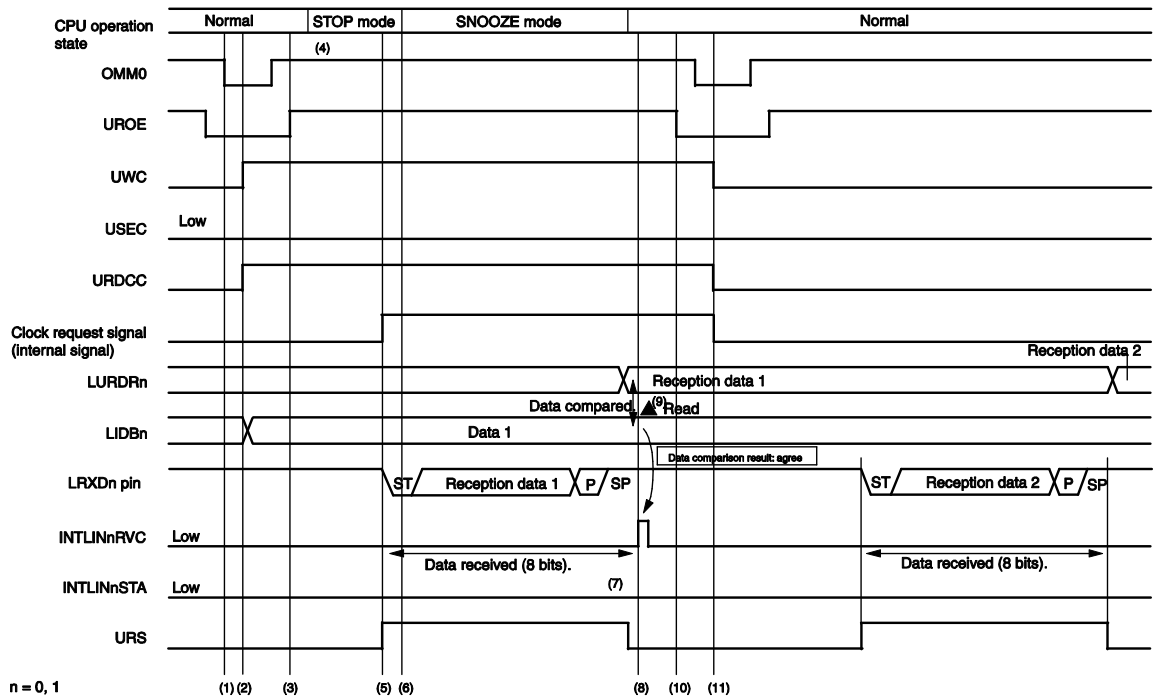 CPU operation
state
Normal
STOP mode
SNOOZE mode
Normal
(4)
OMM0
UROE
UWC
USEC
Low
URDCC
Clock request signal
(internal signal)
Reception data 2
LURDRn
Reception data 1
Data compared
(9)
Read
LIDBn
Data 1
Data comparison result: agree
LRXDn pin
ST
Reception data 1
P
SP
ST
Reception data 2
P
SP
INTLINnRVC
Low
Data received (8 bits).
Data received (8 bits).
INTLINnSTA
Low
(7)
URS
n = 0, 1
(1)
(2)
(3)
(5)
(6)
(8)
(10)
(11)